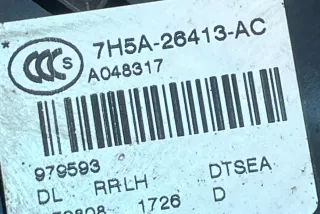 CCC S
7H5A-26413-AC
A048317
979593
DL RRLH DTSEA
1726 D